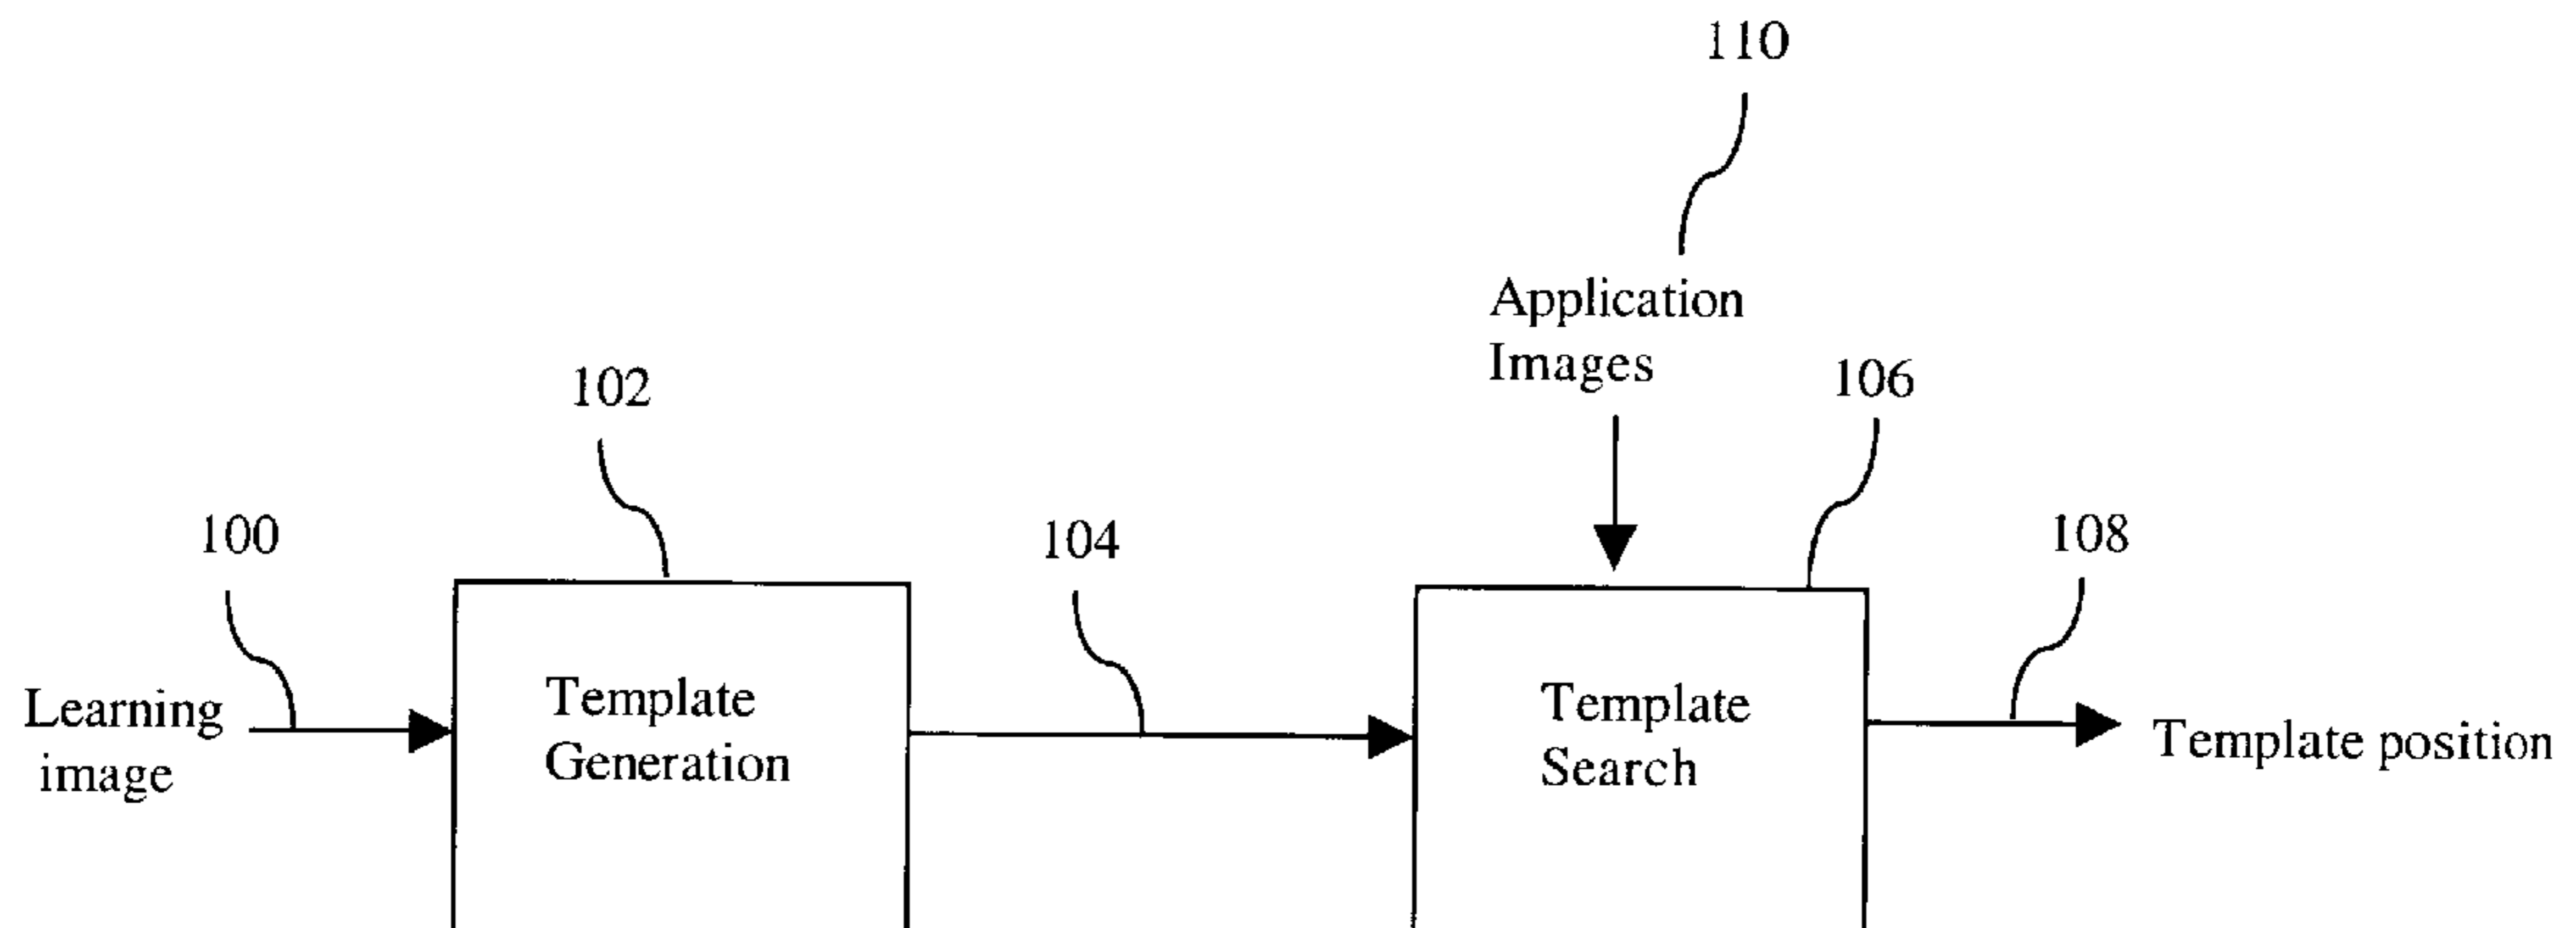 110
Application
Images
106
102
100
104
108
Learning
image
Template
Generation
Template
Search
Template position